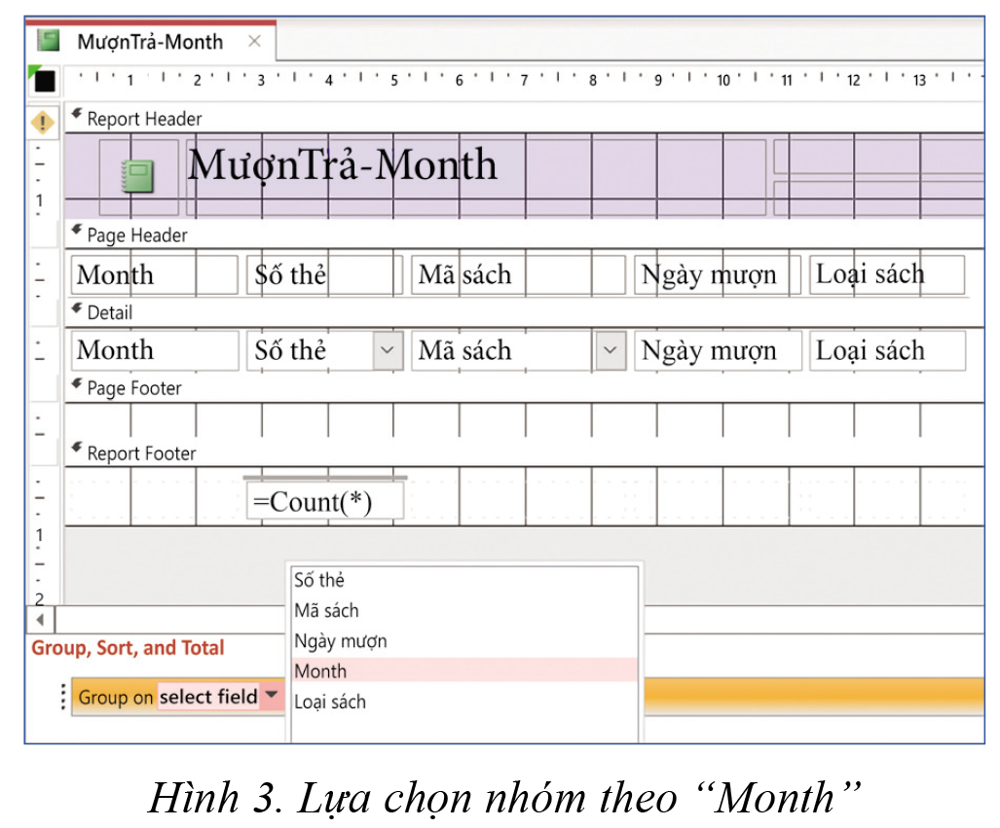 MượnTrả-Month ×
1 2 3 4 5 6 7 8 9 10 11 12 13
Report Header
MượnTrả-Month
1
Page Header
Month Số thẻ Mã sách Ngày mượn Loại sách
Detail
Month Số thẻ Mã sách Ngày mượn Loại sách
Page Footer
Report Footer
=Count(*)
1
2
Số thẻ
Mã sách
Ngày mượn
Month
Loại sách
Group, Sort, and Total
Group on select field
Hình 3. Lựa chọn nhóm theo “Month”